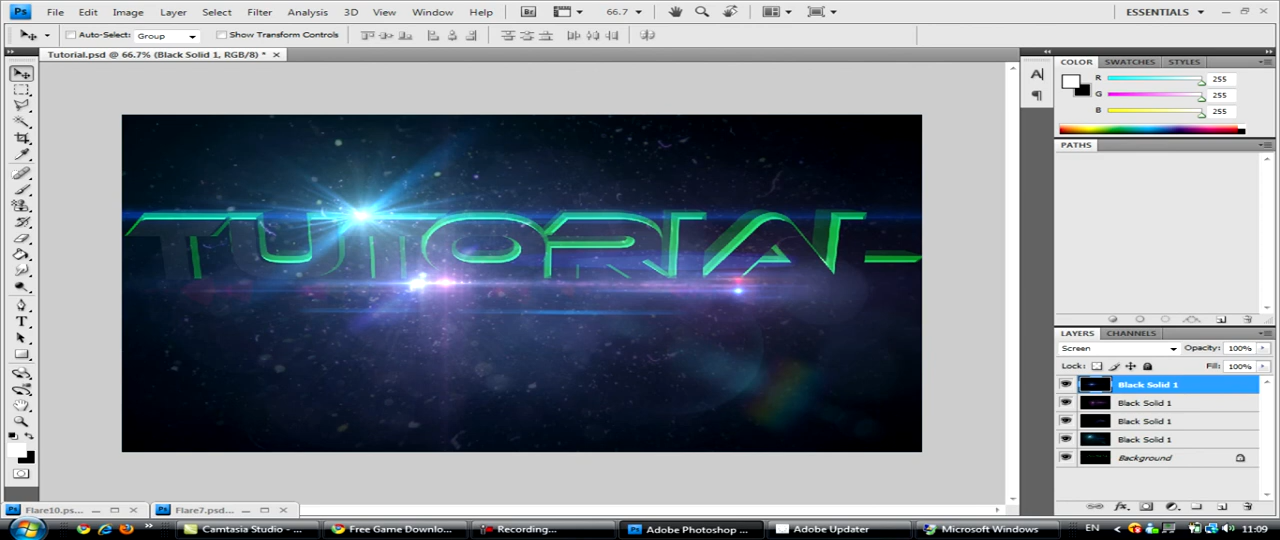 Ps File Edit Image Layer Select Filter Analysis 3D View Window Help Br 66.7 ESSENTIALS
Auto-Select: Group Show Transform Controls
Tutorial.psd @ 66.7% (Black Solid 1, RGB/8) *
COLOR SWATCHES STYLES
R 255
G 255
B 255
PATHS
TUTORIAL
LAYERS CHANNELS
Screen Opacity: 100%
Lock: Fill: 100%
Black Solid 1
Black Solid 1
Black Solid 1
Black Solid 1
Background
Flare10.ps... Flare7.psd...
Camtasia Studio - ... Free Game Downlo... Recording... Adobe Photoshop ... Adobe Updater Microsoft Windows EN 11:09